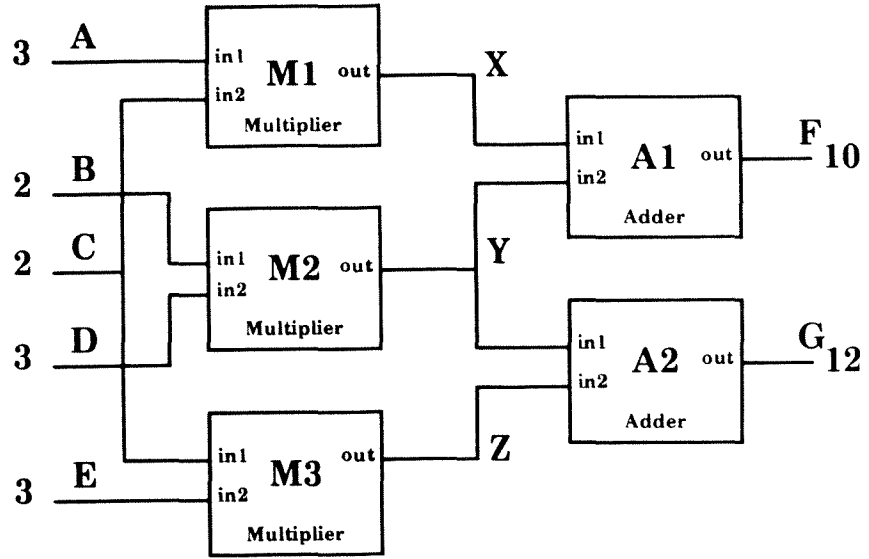 3 A
in1
in2
M1
out
Multiplier
X
2 B
2 C
3 D
in1
in2
M2
out
Multiplier
Y
3 E
in1
in2
M3
out
Multiplier
Z
in1
in2
A1
out
Adder
F
10
in1
in2
A2
out
Adder
G
12